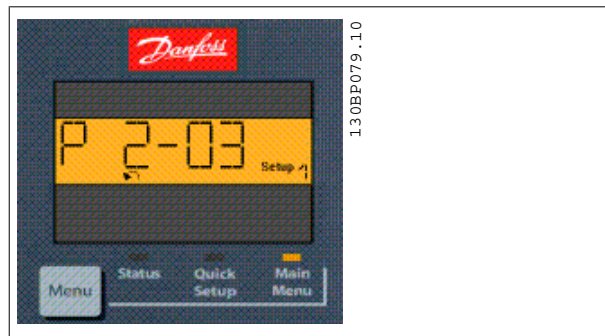 Danfoss
130BP079.10
P 2-03
Setup 1
Status Quick Setup Main Menu
Menu